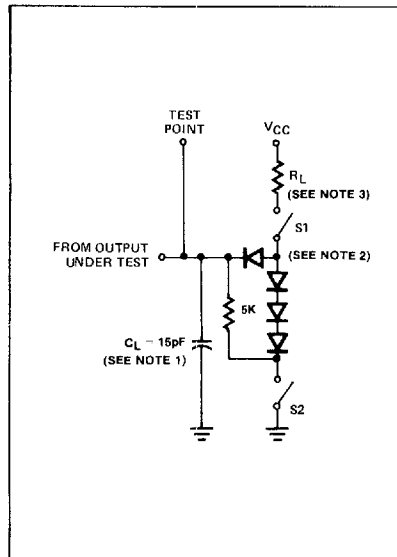 TEST
POINT
VCC
RL
(SEE NOTE 3)
S1
FROM OUTPUT
UNDER TEST
(SEE NOTE 2)
5K
CL = 15pF
(SEE NOTE 1)
S2